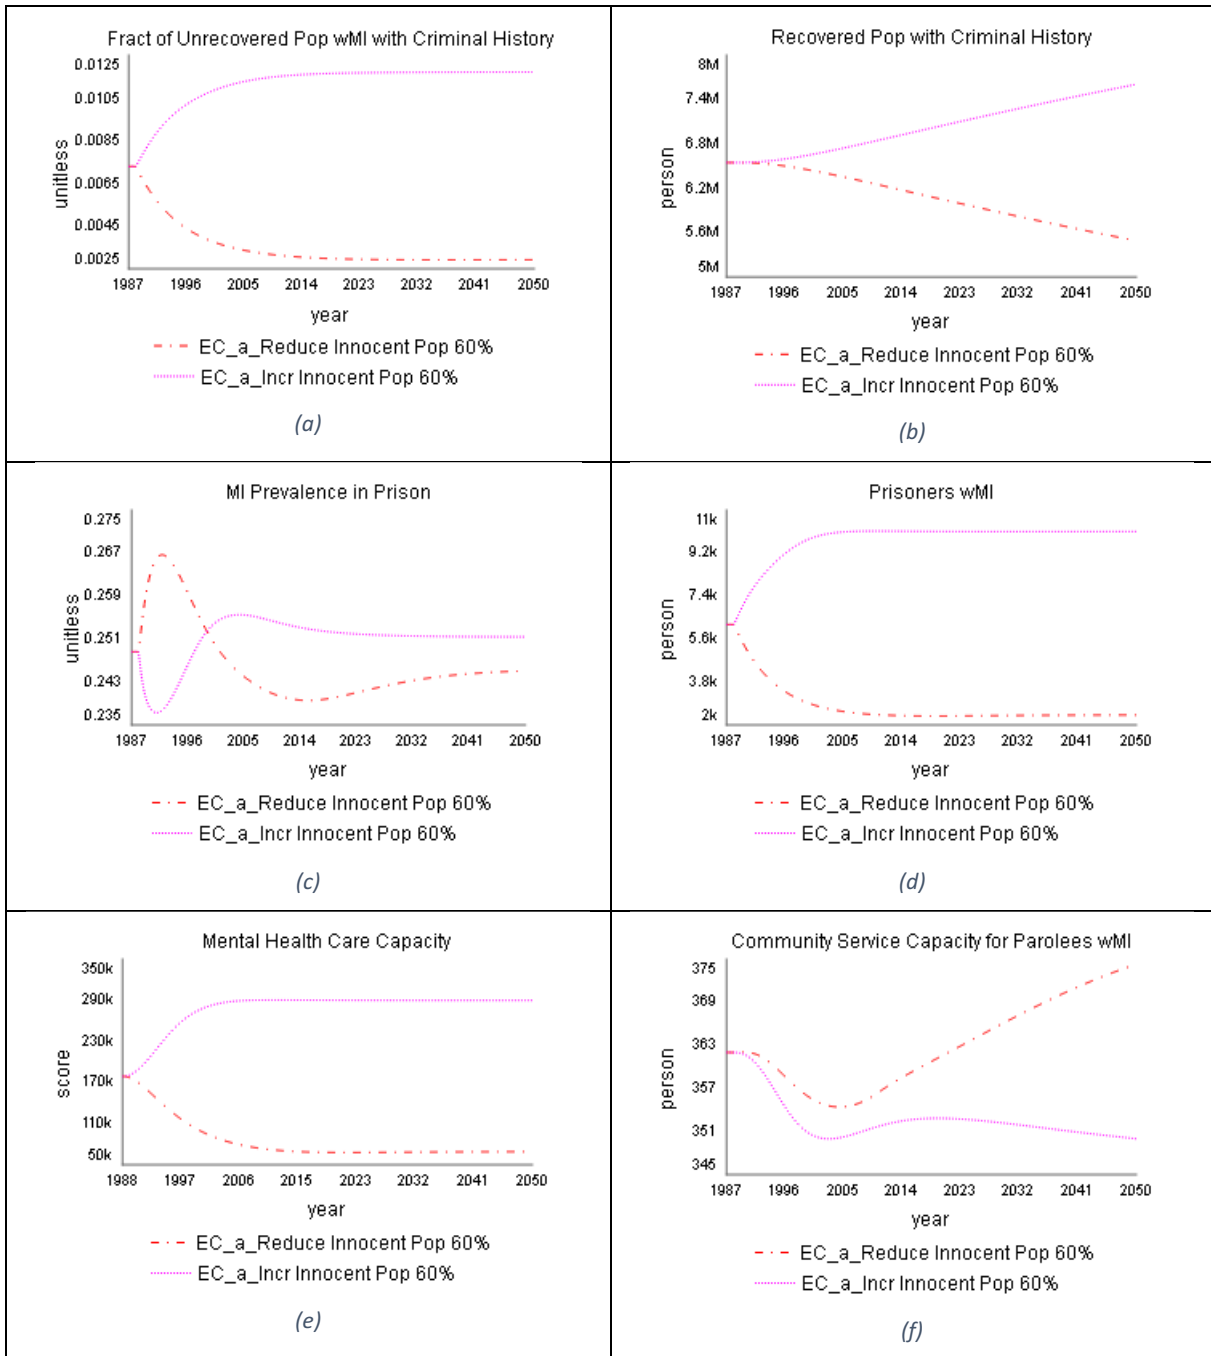 Fract of Unrecovered Pop wMI with Criminal History
0.0125
0.0105
0.0085
0.0065
0.0045
0.0025
unitless
1987 1996 2005 2014 2023 2032 2041 2050
year
EC_a_Reduce Innocent Pop 60%
EC_a_Incr Innocent Pop 60%
(a)
Recovered Pop with Criminal History
8M
7.4M
6.8M
6.2M
5.6M
5M
person
1987 1996 2005 2014 2023 2032 2041 2050
year
EC_a_Reduce Innocent Pop 60%
EC_a_Incr Innocent Pop 60%
(b)
MI Prevalence in Prison
0.275
0.267
0.259
0.251
0.243
0.235
unitless
1987 1996 2005 2014 2023 2032 2041 2050
year
EC_a_Reduce Innocent Pop 60%
EC_a_Incr Innocent Pop 60%
(c)
Prisoners wMI
11k
9.2k
7.4k
5.6k
3.8k
2k
person
1987 1996 2005 2014 2023 2032 2041 2050
year
EC_a_Reduce Innocent Pop 60%
EC_a_Incr Innocent Pop 60%
(d)
Mental Health Care Capacity
350k
290k
230k
170k
110k
50k
score
1988 1997 2006 2015 2023 2032 2041 2050
year
EC_a_Reduce Innocent Pop 60%
EC_a_Incr Innocent Pop 60%
(e)
Community Service Capacity for Parolees wMI
375
369
363
357
351
345
person
1987 1996 2005 2014 2023 2032 2041 2050
year
EC_a_Reduce Innocent Pop 60%
EC_a_Incr Innocent Pop 60%
(f)